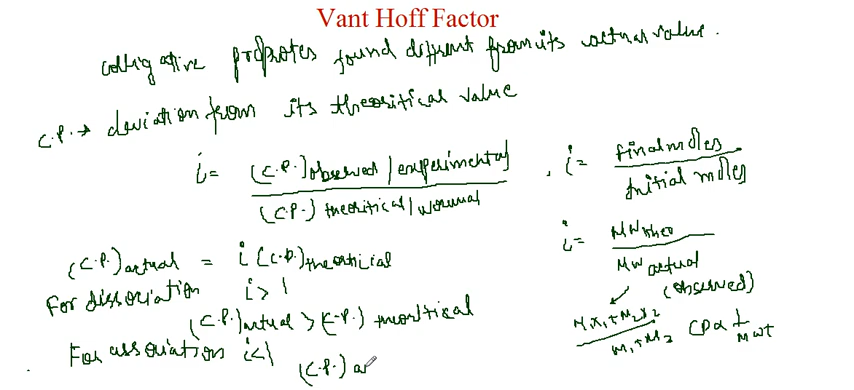 Vant Hoff Factor
colligative proprotes found different from its actual value.
C.P. → deviation from its theoritical value
i = (C.P.) observed / experimental / (C.P.) theoritical / normal , i = final moles / Initial moles
i = MW theo / MW actual (observed)
(C.P.) actual = i (C.P.) theoritical
For dissociation i > 1
(C.P.) actual > (C.P.) theoritical
M1x1 + M2x2 / M1 + M2 CP α 1 / M wt
For association i < 1
(C.P.) a